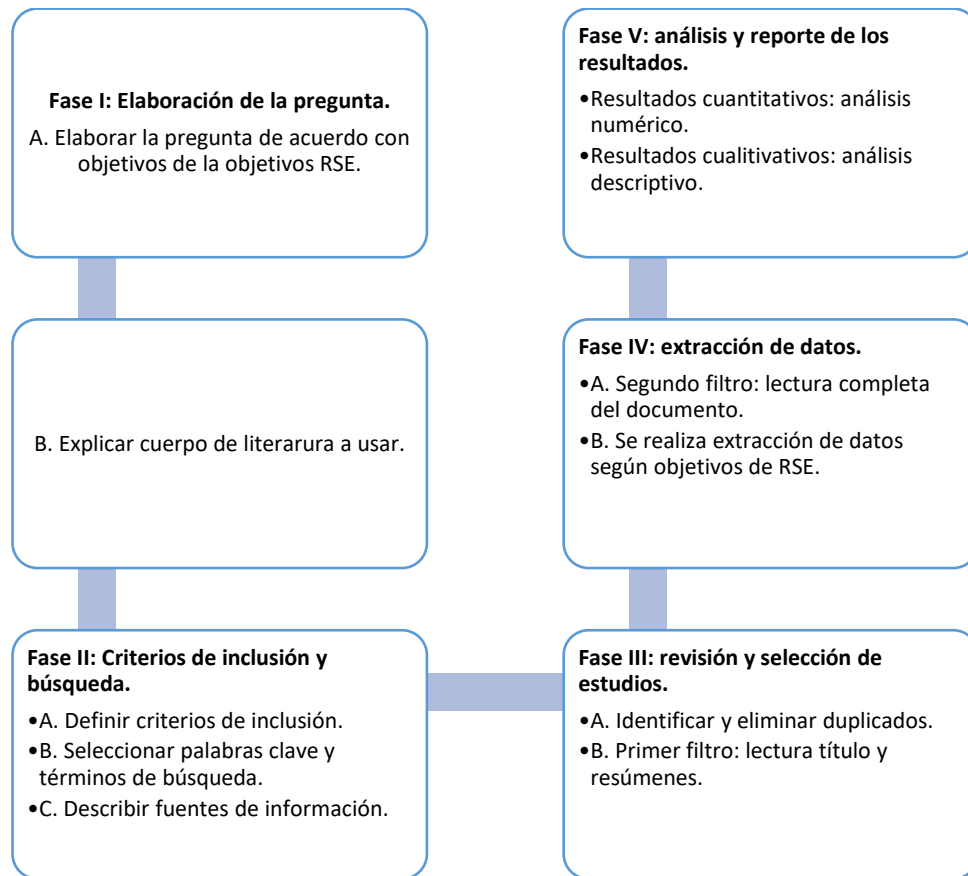 Fase I: Elaboración de la pregunta.
A. Elaborar la pregunta de acuerdo con
objetivos de la objetivos RSE.
B. Explicar cuerpo de literarura a usar.
Fase II: Criterios de inclusión y
búsqueda.
•A. Definir criterios de inclusión.
•B. Seleccionar palabras clave y
términos de búsqueda.
•C. Describir fuentes de información.
Fase III: revisión y selección de
estudios.
•A. Identificar y eliminar duplicados.
•B. Primer filtro: lectura título y
resúmenes.
Fase IV: extracción de datos.
•A. Segundo filtro: lectura completa
del documento.
•B. Se realiza extracción de datos
según objetivos de RSE.
Fase V: análisis y reporte de los
resultados.
•Resultados cuantitativos: análisis
numérico.
•Resultados cualitivativos: análisis
descriptivo.